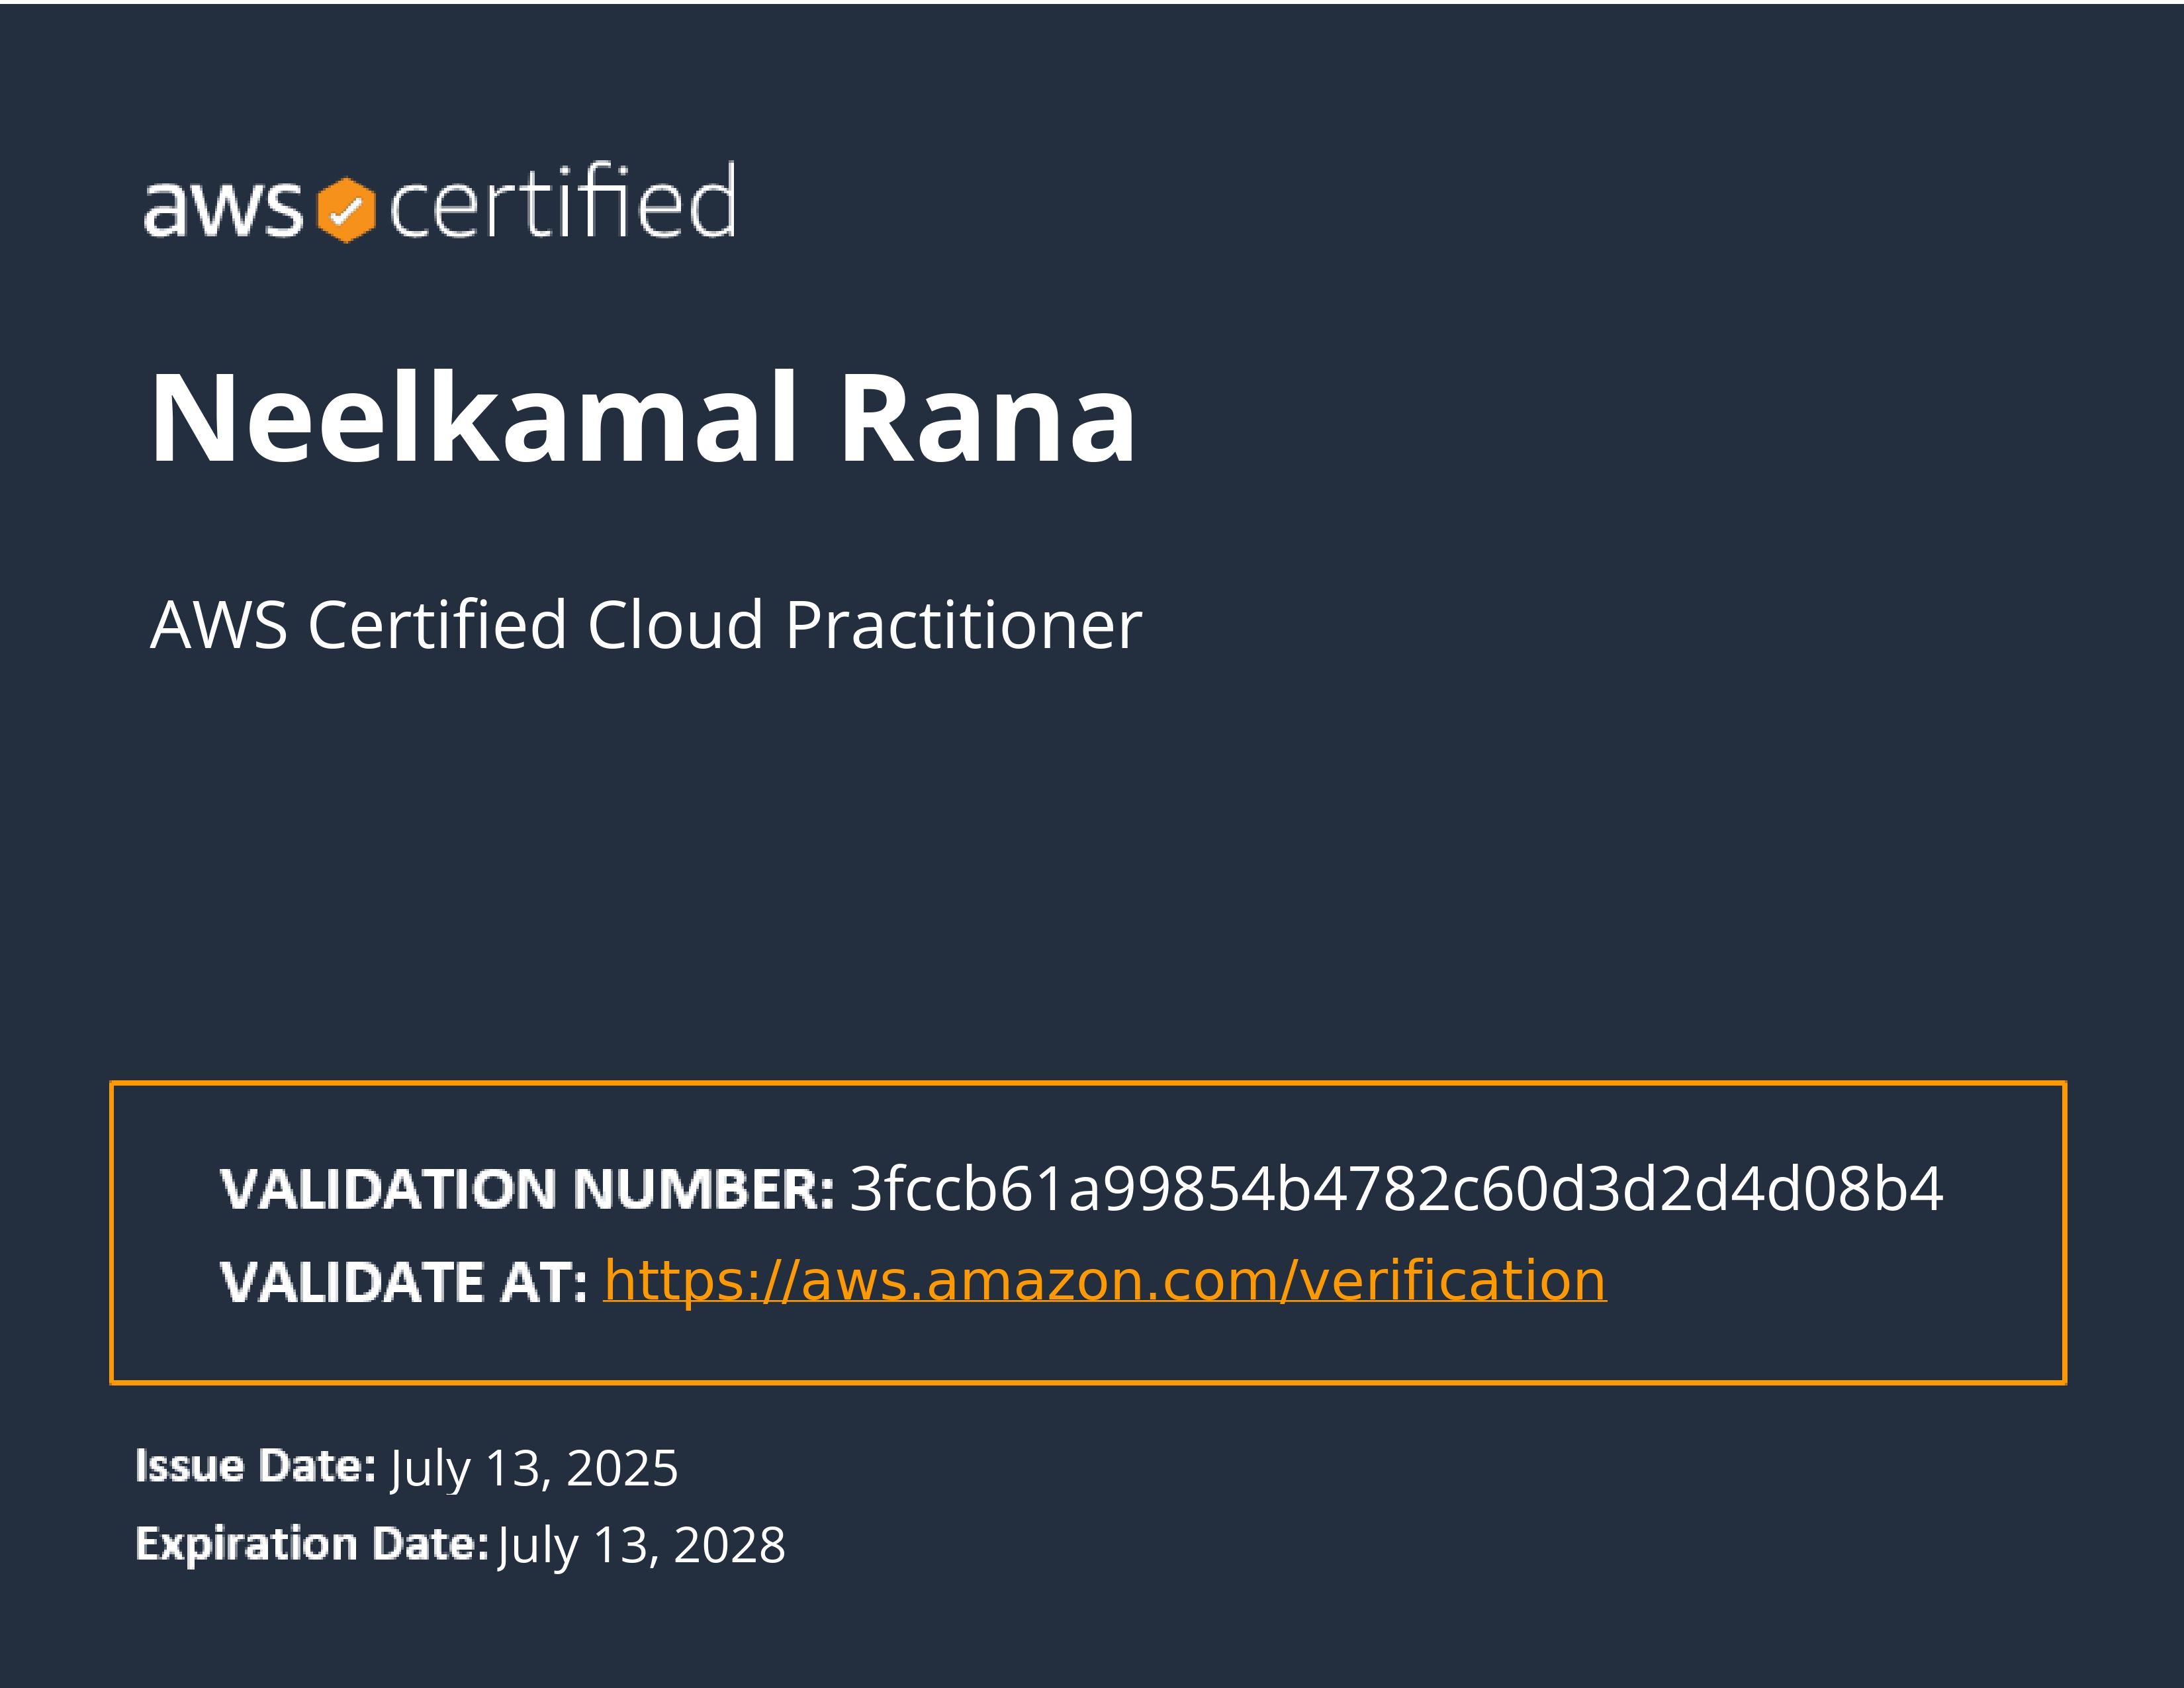 aws certified
Neelkamal Rana
AWS Certified Cloud Practitioner
VALIDATION NUMBER: 3fccb61a99854b4782c60d3d2d4d08b4
VALIDATE AT: https://aws.amazon.com/verification
Issue Date: July 13, 2025
Expiration Date: July 13, 2028